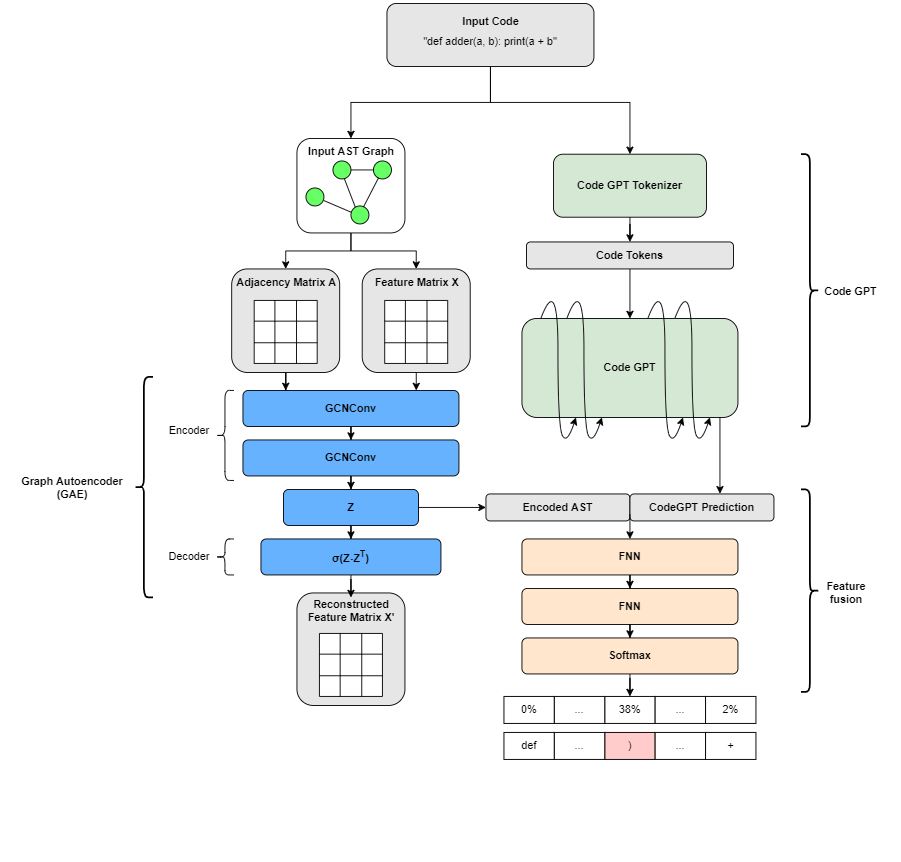 Input Code
"def adder(a, b): print(a + b"
Input AST Graph
Code GPT Tokenizer
Code Tokens
Adjacency Matrix A
Feature Matrix X
Code GPT
Code GPT
GCNConv
Encoder
GCNConv
Graph Autoencoder
(GAE)
Z
Encoded AST
CodeGPT Prediction
Decoder
σ(Z-Z^T)
FNN
Feature
fusion
Reconstructed
Feature Matrix X'
FNN
Softmax
0% ... 38% ... 2%
def ... ) ... +